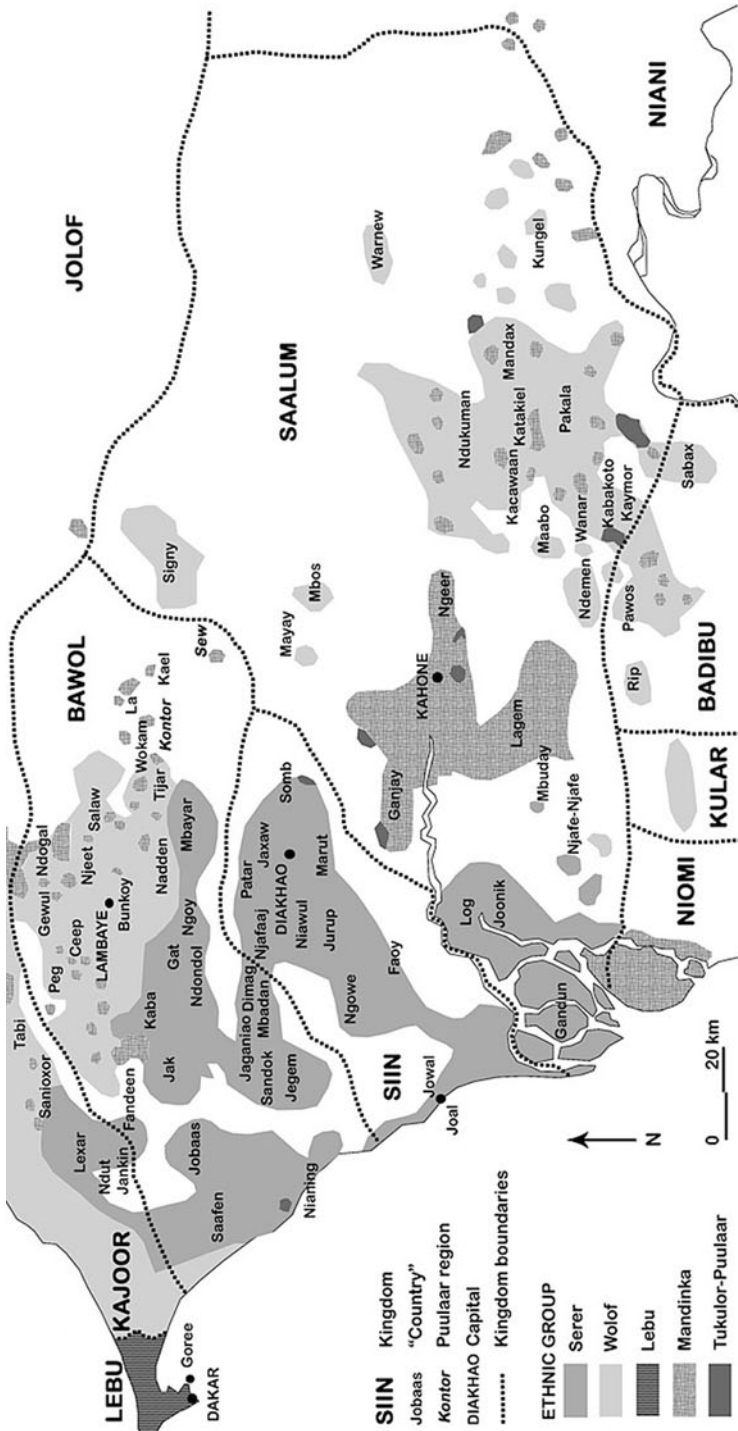 JOLOF
LEBU
KAJOOR
DAKAR
Goree
Tabi
Sanioxor
Lexar
Ndut
Jankin
Fandeen
Jobaas
Saafen
Nianing
BAWOL
Gewul
Ndogal
Peg
Ceep
Njeet
Salaw
LAMBAYE
Bunkoy
Nadden
Tijar
Wokam
La
Kontor
Kael
Sew
Kaba
Gat
Ngoy
Mbayar
Jak
Ndondol
Signy
SIIN
Jaganiao
Dimag
Sandok
Mbadan
Jegem
Njafaaj
Patar
Jaxaw
DIAKHAO
Somb
Niawul
Jurup
Marut
Ngowe
Faoy
Jowal
Joal
SAALUM
Mayay
Mbos
Warnew
Ganjay
KAHONE
Ngeer
Lagem
Mbuday
Njafe-Njafe
Log
Joonik
Gandun
Ndukuman
Mandax
Kacawaan
Katakiel
Pakala
Maabo
Wanar
Kabakoto
Kaymor
Ndemen
Pawos
Sabax
Kungel
Rip
NIOMI
KULAR
BADIBU
NIANI
N
0 20 km
SIIN Kingdom
Jobaas "Country"
Kontor Puulaar region
DIAKHAO Capital
Kingdom boundaries
ETHNIC GROUP
Serer
Wolof
Lebu
Mandinka
Tukulor-Puulaar